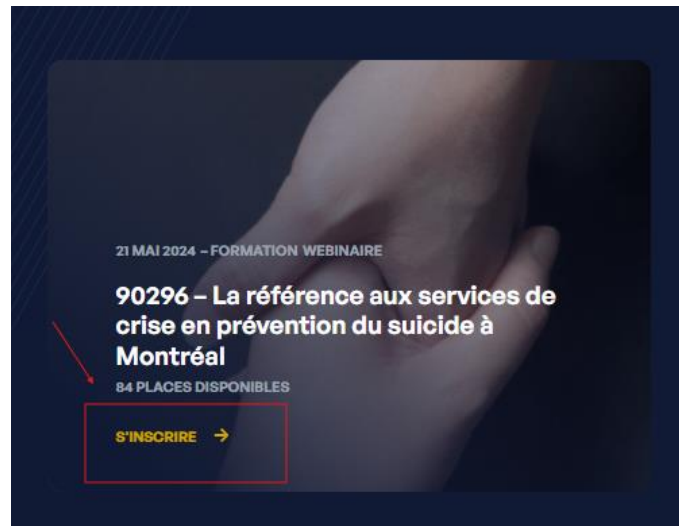 21 MAI 2024 – FORMATION WEBINAIRE
90296 – La référence aux services de
crise en prévention du suicide à
Montréal
84 PLACES DISPONIBLES
S'INSCRIRE →